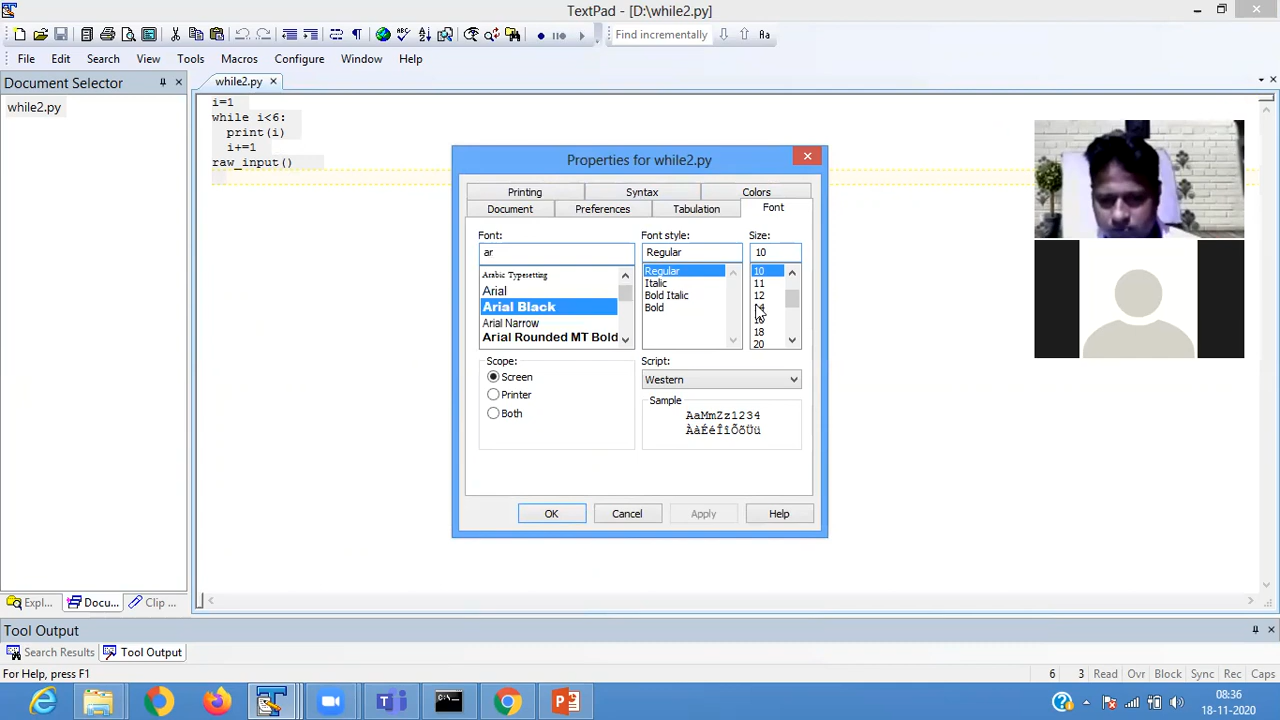 TextPad - [D:\while2.py]
Find incrementally
Aa
File Edit Search View Tools Macros Configure Window Help
Document Selector
while2.py
while2.py
i=1
while i<6:
print(i)
i+=1
raw_input()
Properties for while2.py
Printing Syntax Colors
Document Preferences Tabulation Font
Font: Font style: Size:
ar Regular 10
Arabic Typesetting
Arial
Arial Black
Arial Narrow
Arial Rounded MT Bold
Regular
Italic
Bold Italic
Bold
10
11
12
18
20
Scope:
Screen
Printer
Both
Script:
Western
Sample
AaMmZz1234
ÀàÉéÎîÕõÜü
OK Cancel Apply Help
Expl... Docu... Clip ...
Tool Output
Search Results Tool Output
For Help, press F1
6 3 Read Ovr Block Sync Rec Caps
08:36
18-11-2020